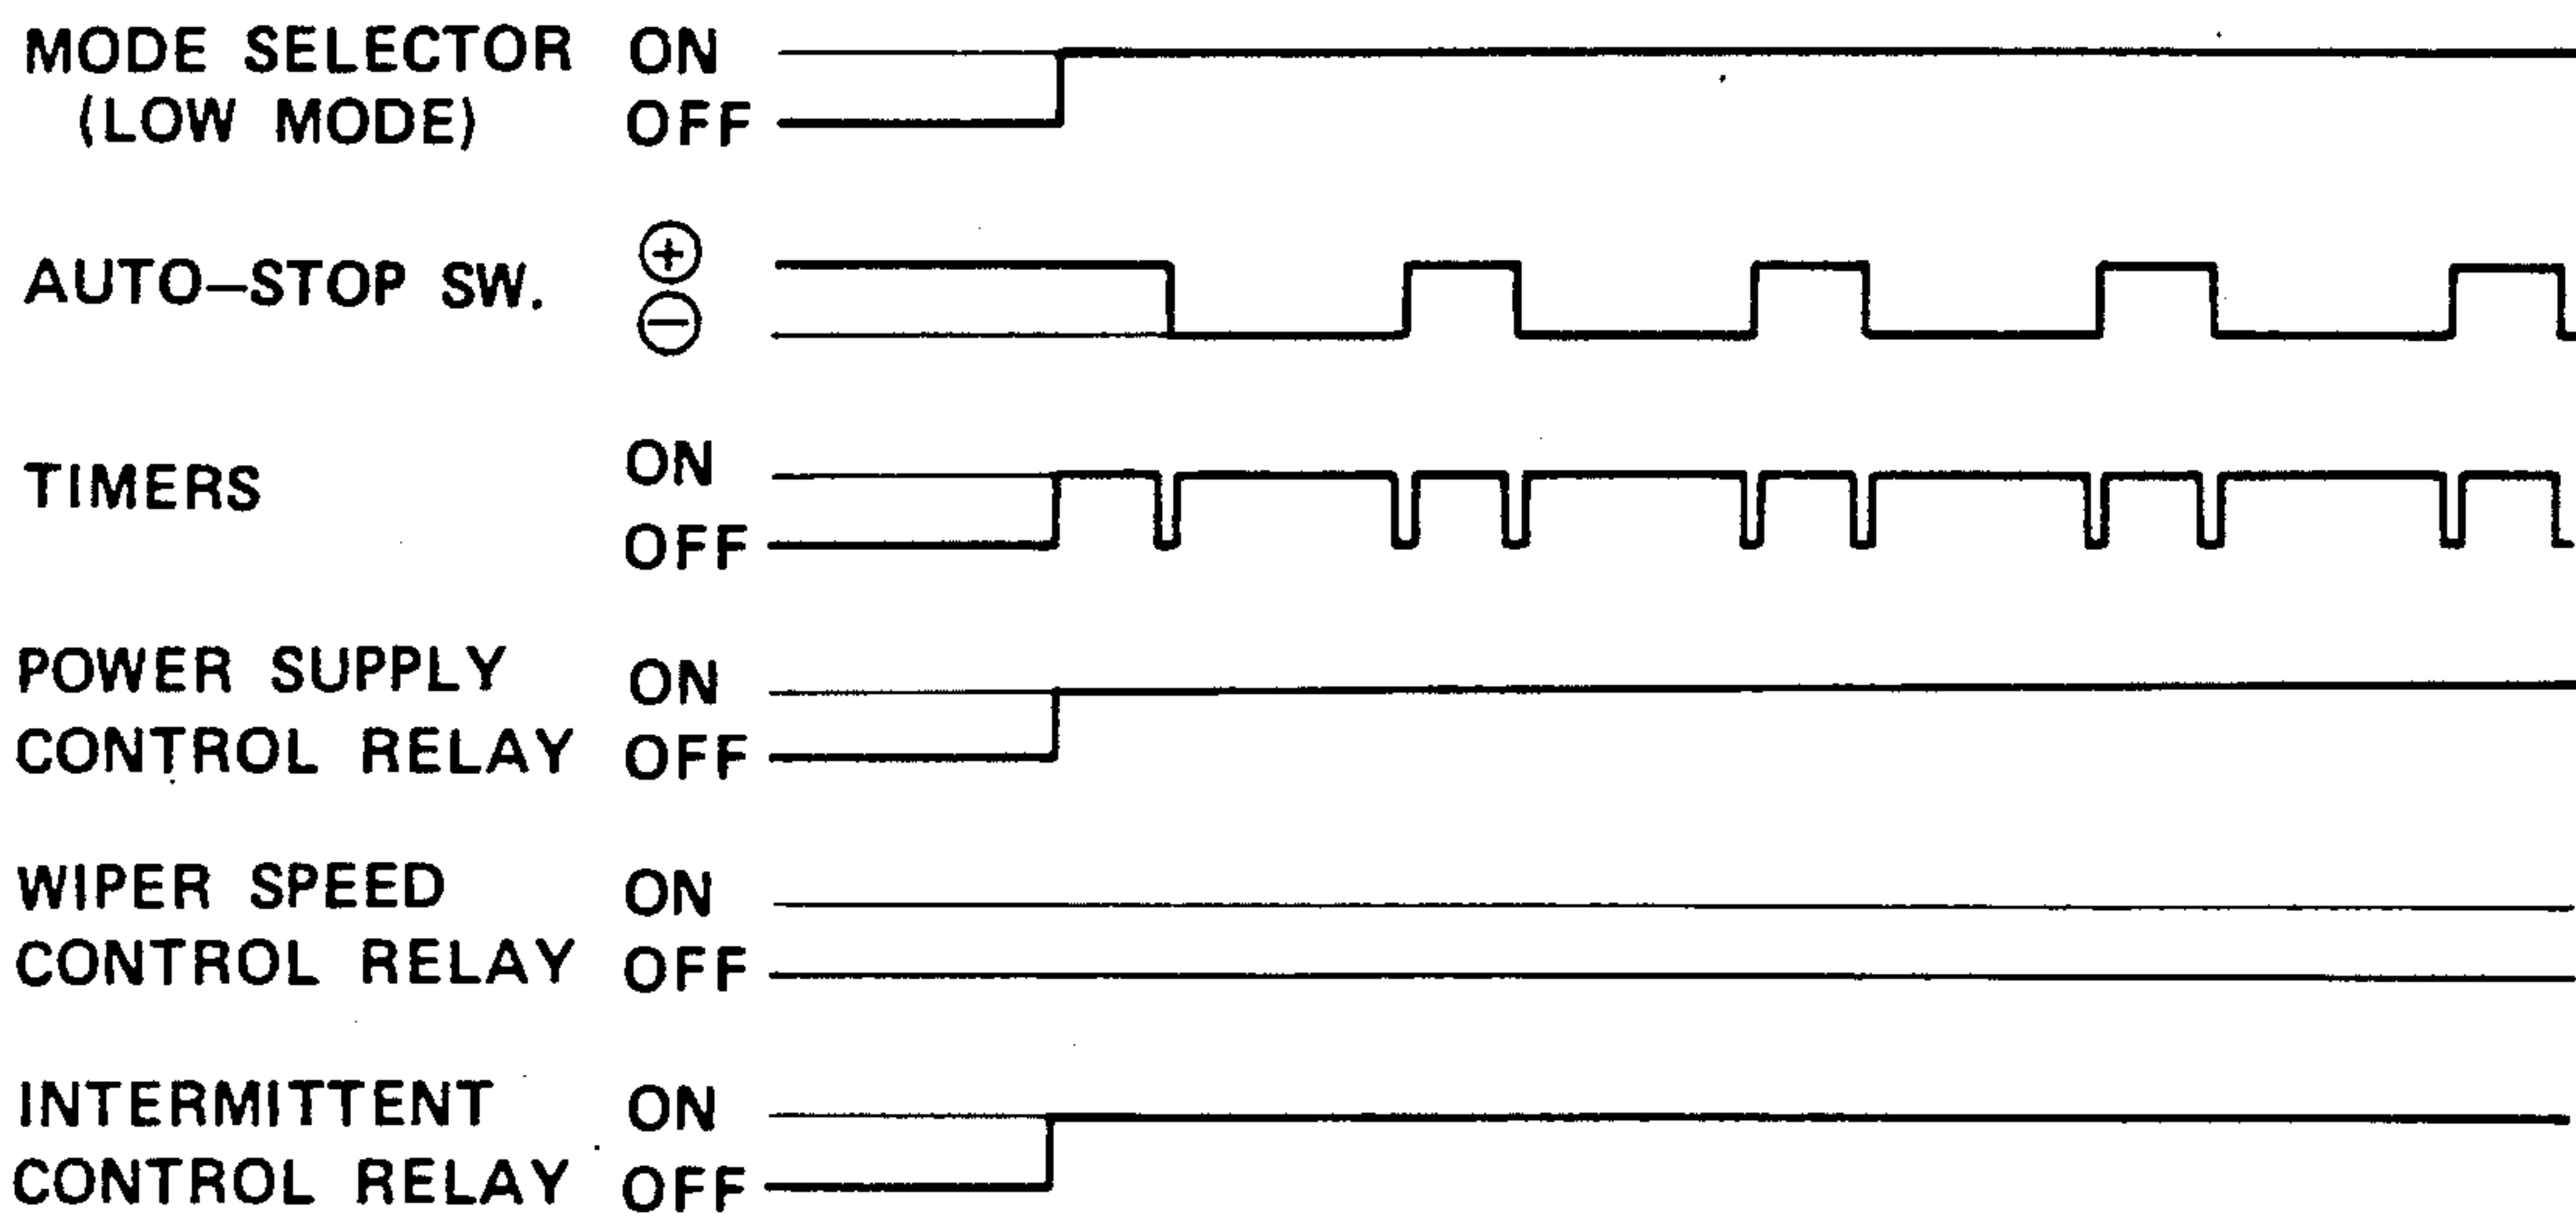 MODE SELECTOR ON
(LOW MODE) OFF
⊕
AUTO—STOP SW.
⊖
TIMERS ON
OFF
POWER SUPPLY ON
CONTROL RELAY OFF
WIPER SPEED ON
CONTROL RELAY OFF
INTERMITTENT ON
CONTROL RELAY OFF